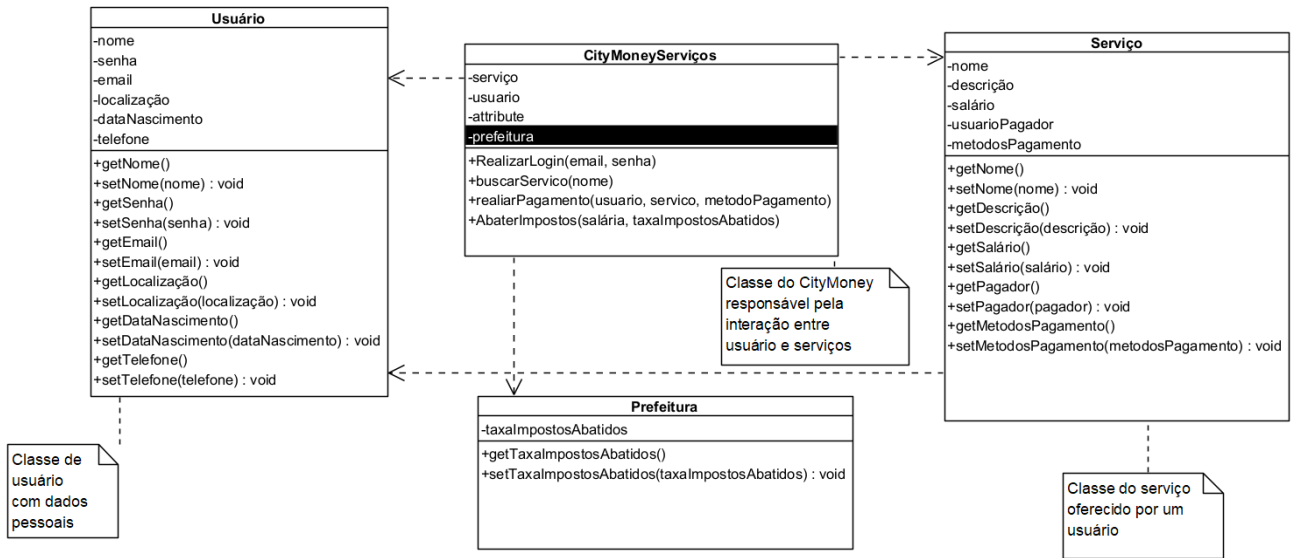 Usuário
-nome
-senha
-email
-localização
-dataNascimento
-telefone
+getNome()
+setNome(nome) : void
+getSenha()
+setSenha(senha) : void
+getEmail()
+setEmail(email) : void
+getLocalização()
+setLocalização(localização) : void
+getDataNascimento()
+setDataNascimento(dataNascimento) : void
+getTelefone()
+setTelefone(telefone) : void
Classe de
usuário
com dados
pessoais
CityMoneyServiços
-serviço
-usuario
-attribute
-prefeitura
+RealizarLogin(email, senha)
+buscarServico(nome)
+realiarPagamento(usuario, servico, metodoPagamento)
+AbaterImpostos(salária, taxaImpostosAbatidos)
Classe do CityMoney
responsável pela
interação entre
usuário e serviços
Prefeitura
-taxaImpostosAbatidos
+getTaxaImpostosAbatidos()
+setTaxaImpostosAbatidos(taxaImpostosAbatidos) : void
Serviço
-nome
-descrição
-salário
-usuarioPagador
-metodosPagamento
+getNome()
+setNome(nome) : void
+getDescrição()
+setDescrição(descrição) : void
+getSalário()
+setSalário(salário) : void
+getPagador()
+setPagador(pagador) : void
+getMetodosPagamento()
+setMetodosPagamento(metodosPagamento) : void
Classe do serviço
oferecido por um
usuário